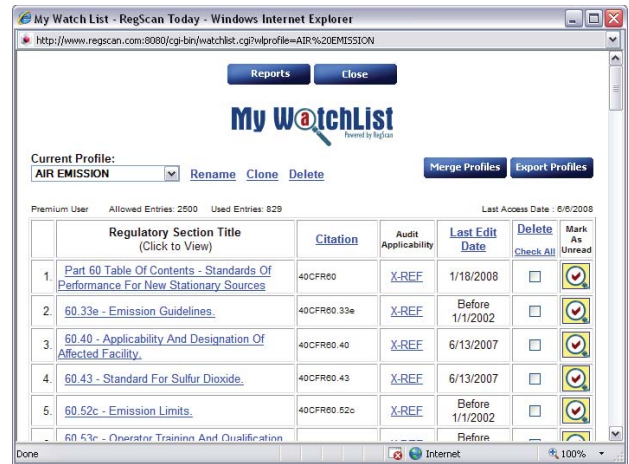 My Watch List - RegScan Today - Windows Internet Explorer
http://www.regscan.com:8080/cgi-bin/watchlist.cgi?wlprofile=AIR%20EMISSION
Reports Close
My W@tchList
Powered by RegScan
Current Profile:
AIR EMISSION Rename Clone Delete Merge Profiles Export Profiles
Premium User Allowed Entries: 2500 Used Entries: 829 Last Access Date : 6/6/2008
Regulatory Section Title
(Click to View)
Citation
Audit
Applicability
Last Edit
Date
Delete
Check All
Mark
As
Unread
1. Part 60 Table Of Contents - Standards Of
Performance For New Stationary Sources
40CFR60 X-REF 1/18/2008
2. 60.33e - Emission Guidelines. 40CFR60.33e X-REF Before
1/1/2002
3. 60.40 - Applicability And Designation Of
Affected Facility.
40CFR60.40 X-REF 6/13/2007
4. 60.43 - Standard For Sulfur Dioxide. 40CFR60.43 X-REF 6/13/2007
5. 60.52c - Emission Limits. 40CFR60.52c X-REF Before
1/1/2002
60.53c - Operator Training And Qualification Before
Done Internet 100%